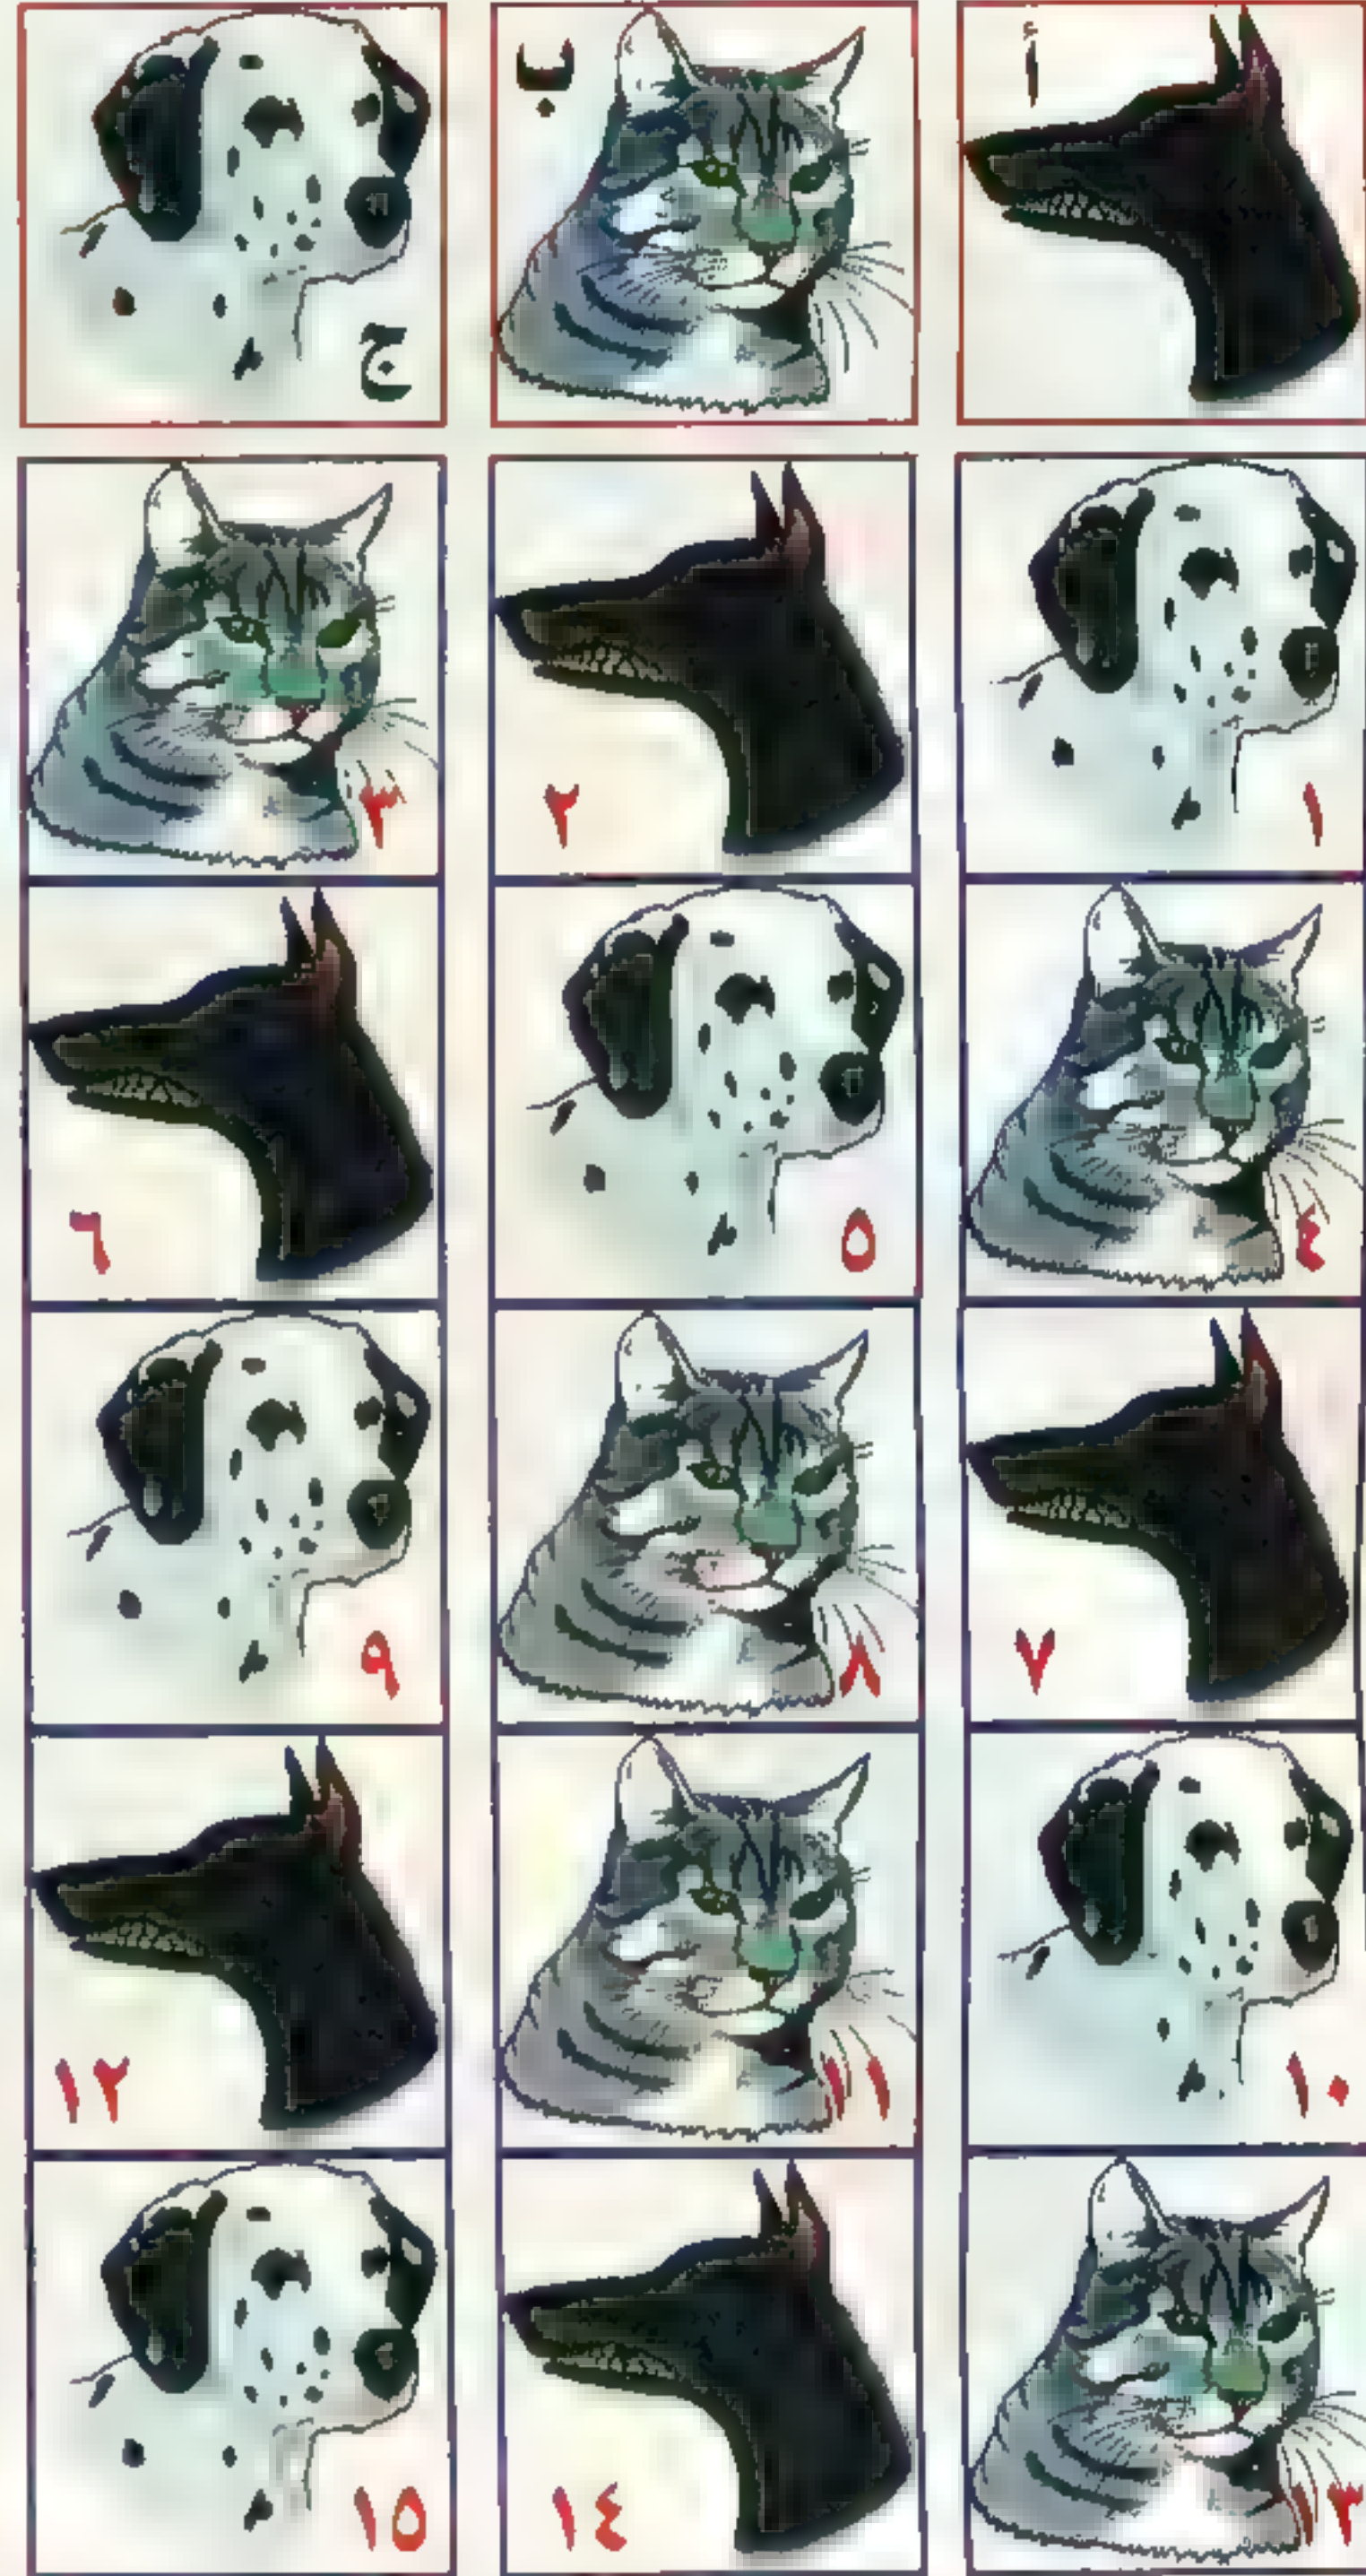 أ ب ج
١ ٢ ٣
٤ ٥ ٦
٧ ٨ ٩
١٠ ١١ ١٢
١٣ ١٤ ١٥